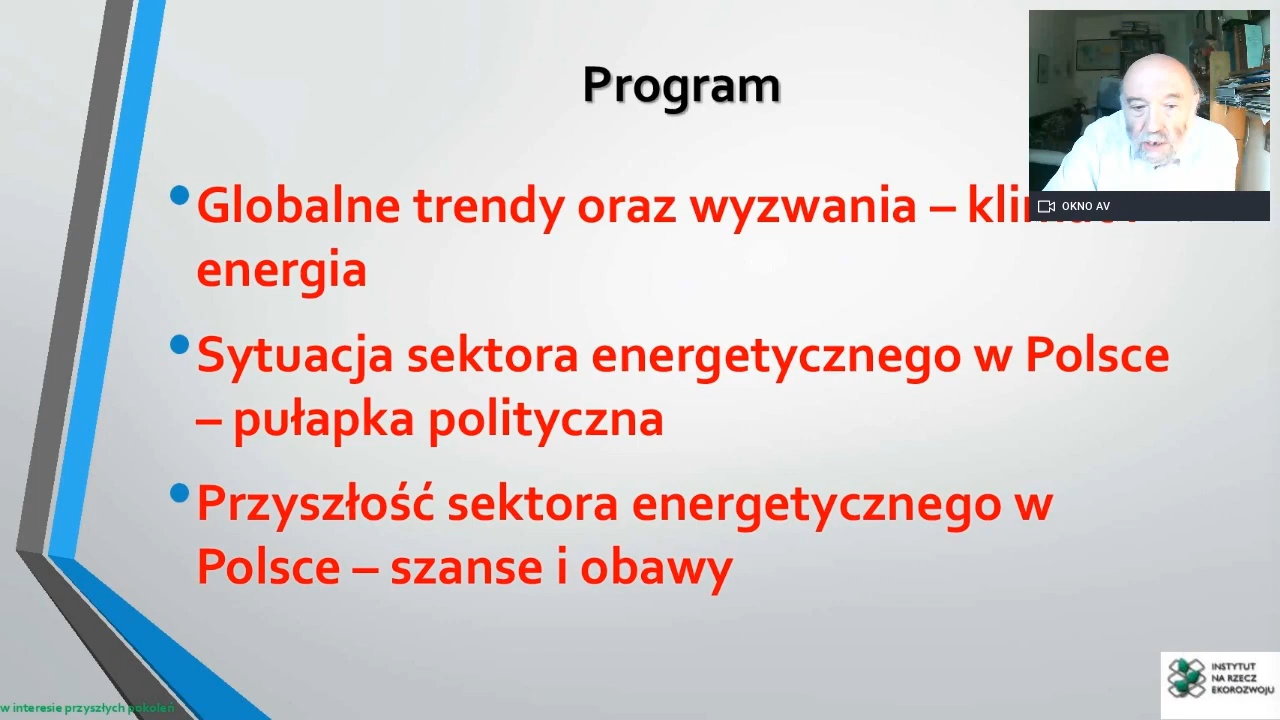 Program
• Globalne trendy oraz wyzwania –
energia
• Sytuacja sektora energetycznego w Polsce
– pułapka polityczna
• Przyszłość sektora energetycznego w
Polsce – szanse i obawy
OKNO AV
INSTYTUT
NA RZECZ
EKOROZWOJU
w interesie przyszłych pokoleń